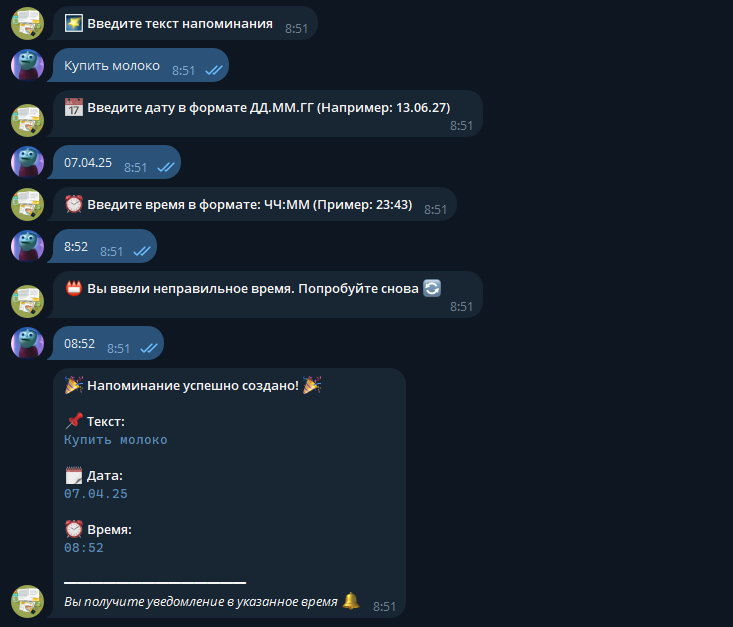 Введите текст напоминания 8:51
Купить молоко 8:51
Введите дату в формате ДД.ММ.ГГ (Например: 13.06.27)
8:51
07.04.25 8:51
Введите время в формате: ЧЧ:ММ (Пример: 23:43) 8:51
8:52 8:51
Вы ввели неправильное время. Попробуйте снова
8:51
08:52 8:51
Напоминание успешно создано!
Текст:
Купить молоко
Дата:
07.04.25
Время:
08:52
Вы получите уведомление в указанное время 8:51